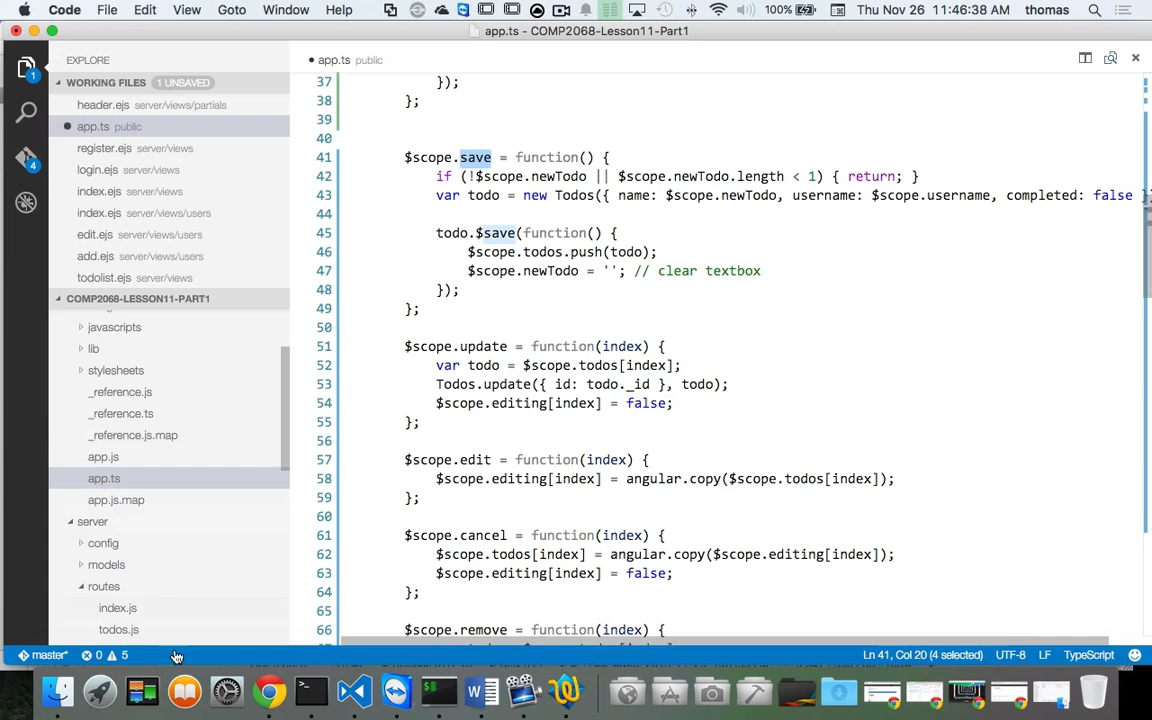 Code File Edit View Goto Window Help 100% Thu Nov 26 11:46:38 AM thomas
app.ts - COMP2068-Lesson11-Part1
EXPLORE
WORKING FILES 1 UNSAVED
header.ejs server/views/partials
app.ts public
register.ejs server/views
login.ejs server/views
index.ejs server/views
index.ejs server/views/users
edit.ejs server/views/users
add.ejs server/views/users
todolist.ejs server/views
COMP2068-LESSON11-PART1
javascripts
lib
stylesheets
_reference.js
_reference.ts
_reference.js.map
app.js
app.ts
app.js.map
server
config
models
routes
index.js
todos.js
1
4
app.ts public
37 });
38 };
39
40
41 $scope.save = function() {
42 if (!$scope.newTodo || $scope.newTodo.length < 1) { return; }
43 var todo = new Todos({ name: $scope.newTodo, username: $scope.username, completed: false });
44
45 todo.$save(function() {
46 $scope.todos.push(todo);
47 $scope.newTodo = ''; // clear textbox
48 });
49 };
50
51 $scope.update = function(index) {
52 var todo = $scope.todos[index];
53 Todos.update({ id: todo._id }, todo);
54 $scope.editing[index] = false;
55 };
56
57 $scope.edit = function(index) {
58 $scope.editing[index] = angular.copy($scope.todos[index]);
59 };
60
61 $scope.cancel = function(index) {
62 $scope.todos[index] = angular.copy($scope.editing[index]);
63 $scope.editing[index] = false;
64 };
65
66 $scope.remove = function(index) {
master* 0 5 Ln 41, Col 20 (4 selected) UTF-8 LF TypeScript